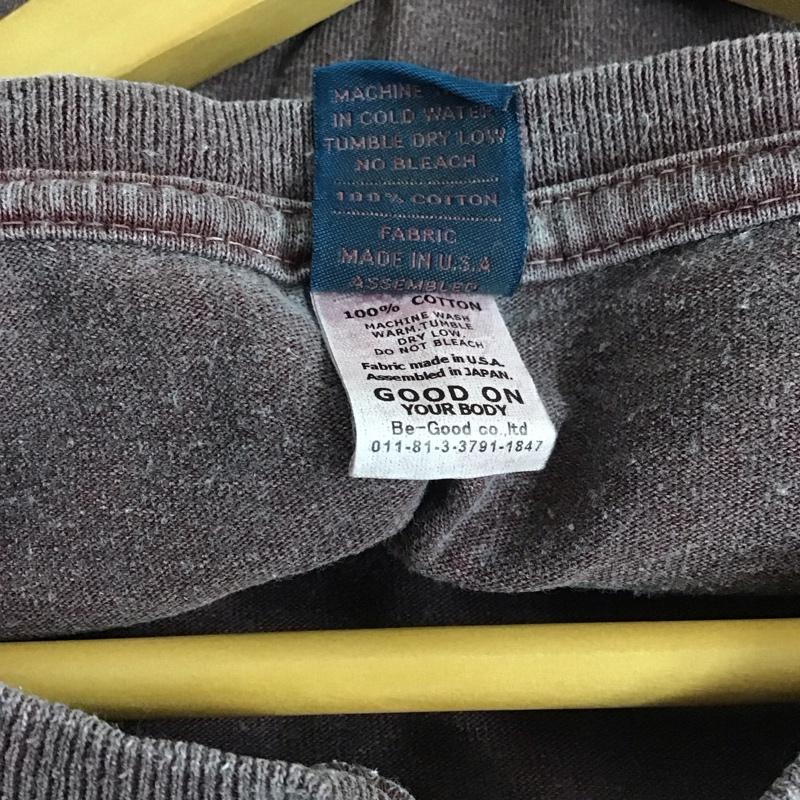 MACHINE
IN COLD WATER
TUMBLE DRY LOW
NO BLEACH
100% COTTON
FABRIC
MADE IN U.S.A
ASSEMBLED
100% COTTON
MACHINE WASH
WARM.TUMBLE
DRY LOW.
DO NOT BLEACH
Fabric made in U.S.A.
Assembled in JAPAN.
GOOD ON
YOUR BODY
Be-Good co.,ltd
011-81-3-3791-1847